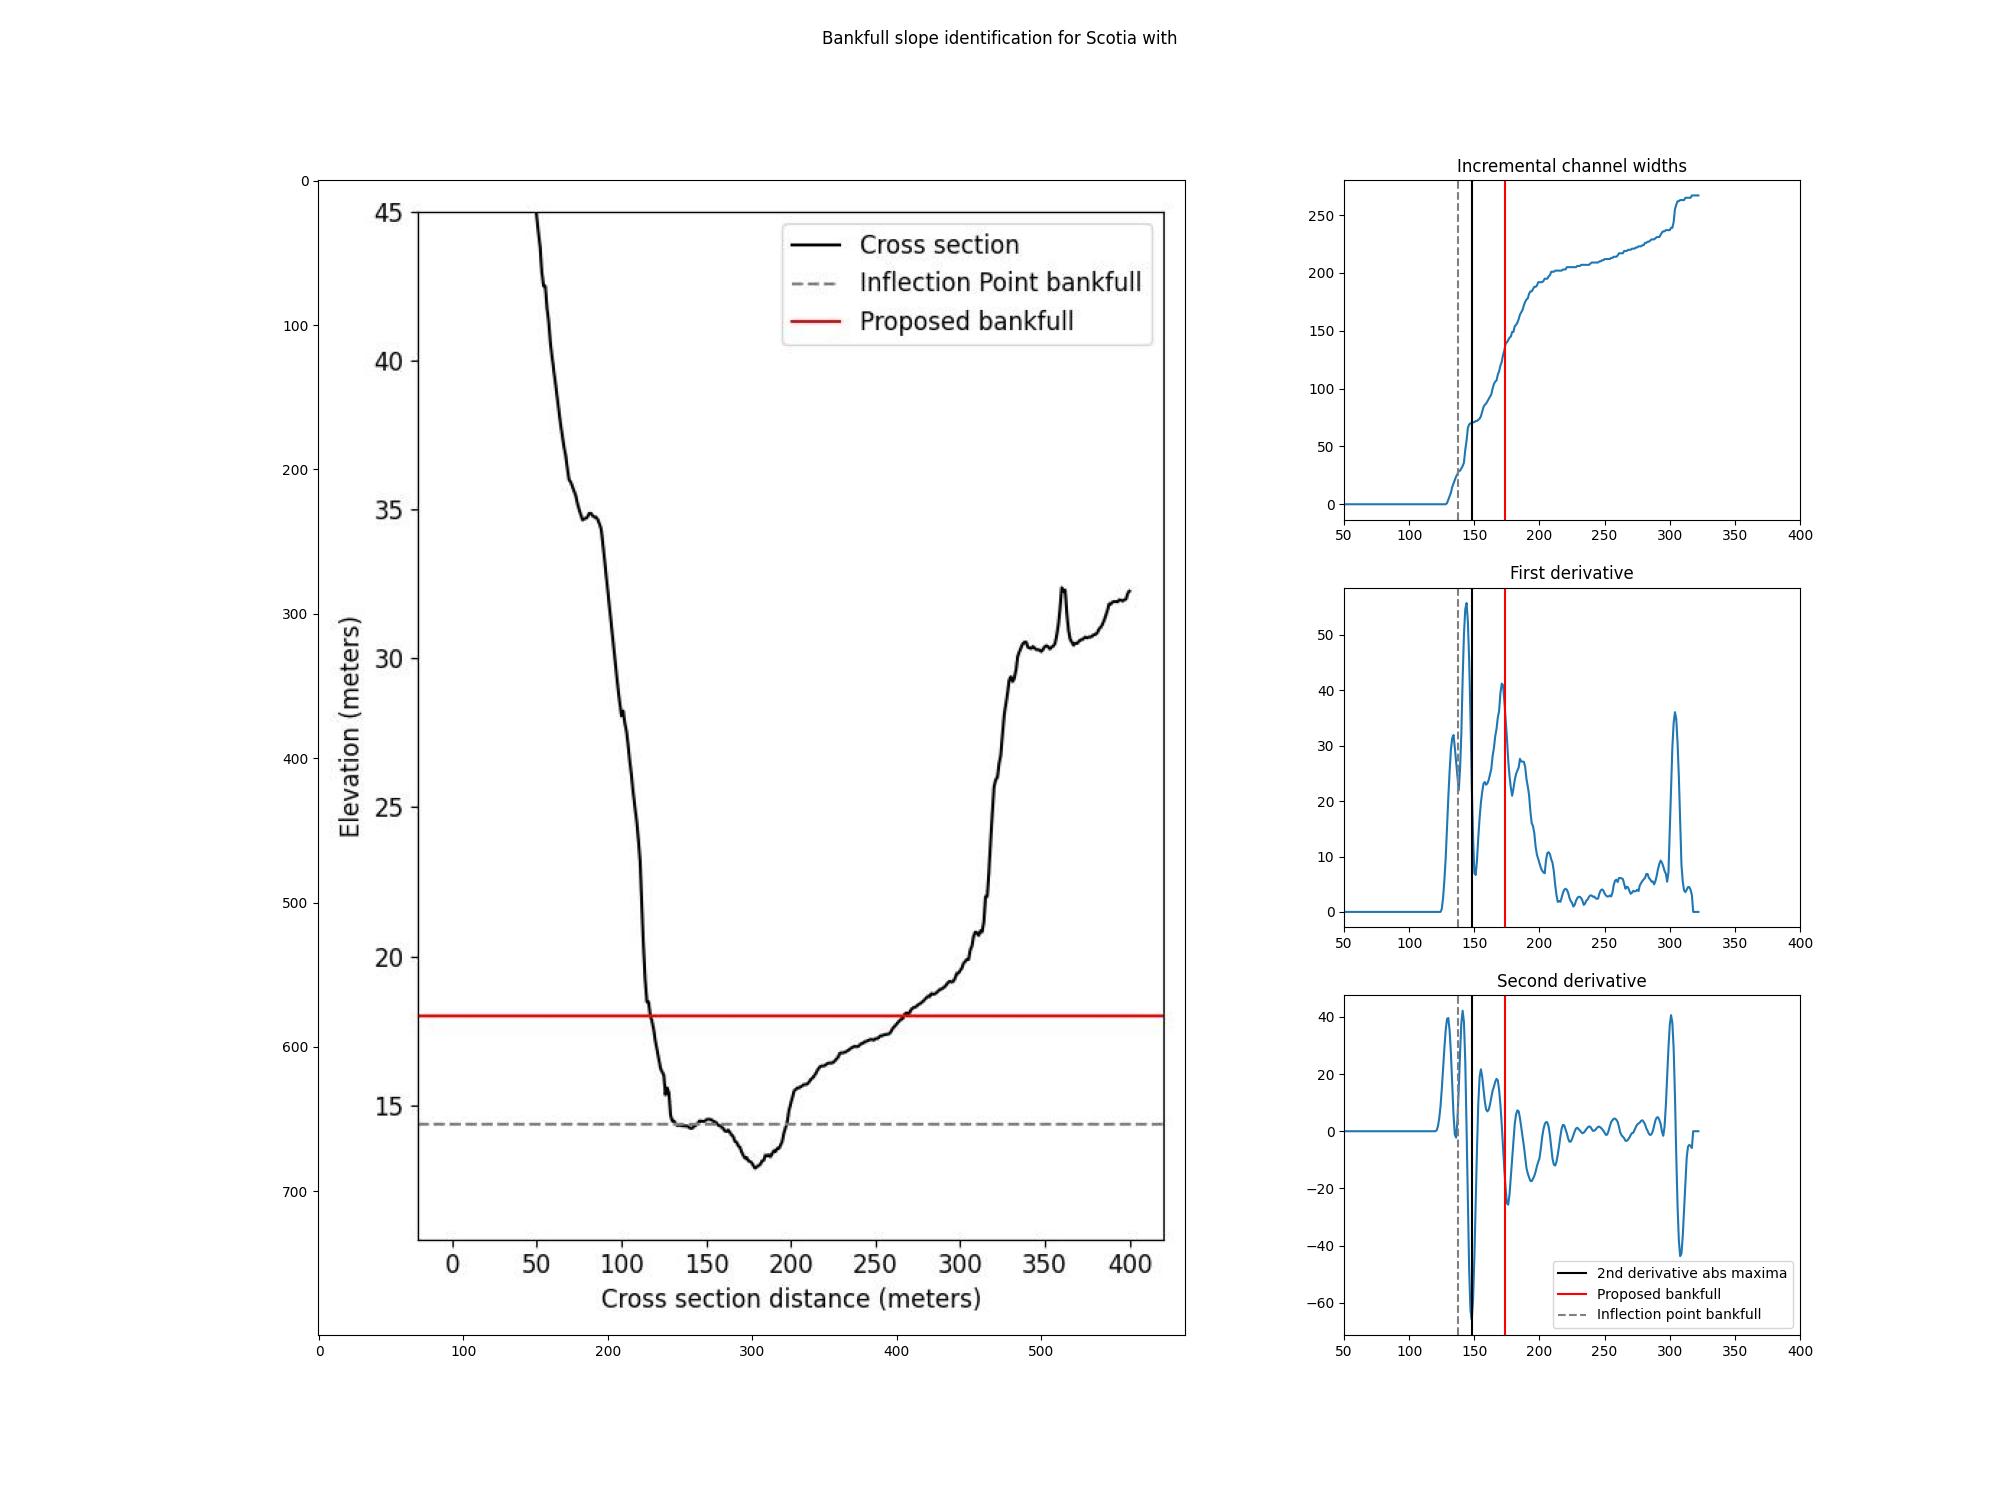 Bankfull slope identification for Scotia with
0
100
200
300
400
500
600
700
0
100
200
300
400
500
45
40
35
30
25
20
15
Elevation (meters)
Cross section
Inflection Point bankfull
Proposed bankfull
0 50 100 150 200 250 300 350 400
Cross section distance (meters)
Incremental channel widths
250
200
150
100
50
0
50 100 150 200 250 300 350 400
First derivative
50
40
30
20
10
0
50 100 150 200 250 300 350 400
Second derivative
40
20
0
−20
−40
−60
2nd derivative abs maxima
Proposed bankfull
Inflection point bankfull
50 100 150 200 250 300 350 400